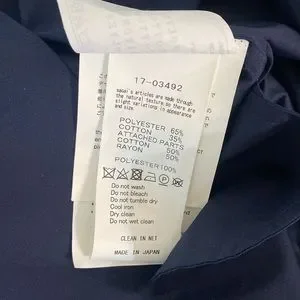 17-03492
sacai's articles are made through
the natural texture, so there are
slight variations in appearance
and size
POLYESTER 65%
COTTON 35%
ATTACHED PARTS
COTTON 50%
RAYON 50%
POLYESTER 100%
Do not wash
Do not bleach
Do not tumble dry
Cool iron
Dry clean
Do not wet clean
CLEAN IN NET
MADE IN JAPAN